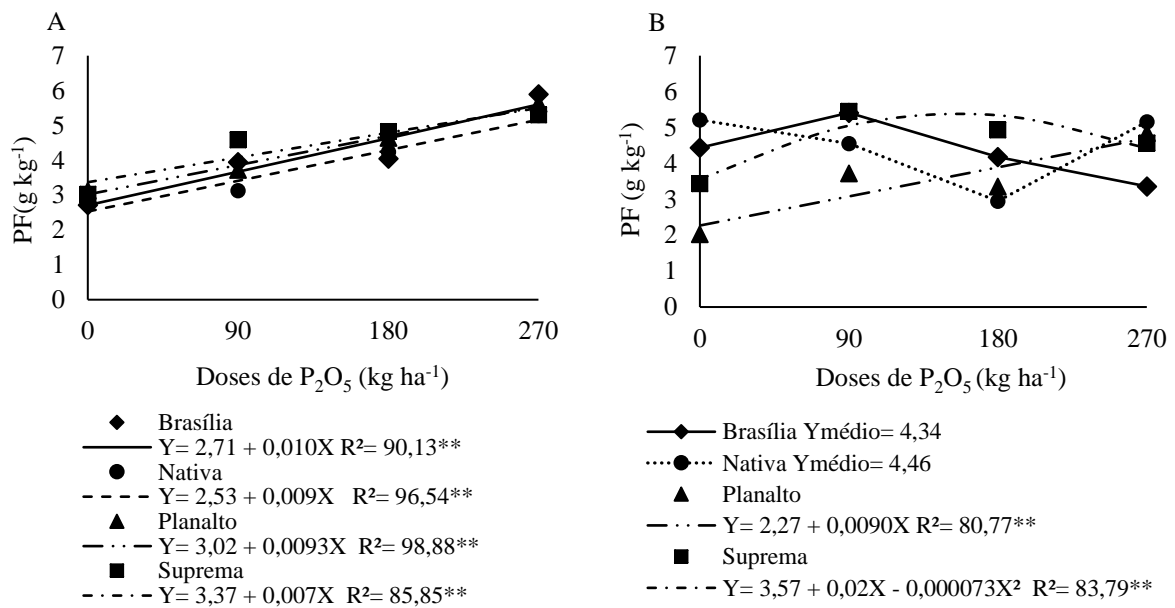 A
7
6
5
4
3
2
1
0
PF(g kg⁻¹)
0 90 180 270
Doses de P₂O₅ (kg ha⁻¹)
Brasília
Y= 2,71 + 0,010X R²= 90,13**
Nativa
Y= 2,53 + 0,009X R²= 96,54**
Planalto
Y= 3,02 + 0,0093X R²= 98,88**
Suprema
Y= 3,37 + 0,007X R²= 85,85**
B
7
6
5
4
3
2
1
0
PF (g kg⁻¹)
0 90 180 270
Doses de P₂O₅ (kg ha⁻¹)
Brasília Ymédio= 4,34
Nativa Ymédio= 4,46
Planalto
Y= 2,27 + 0,0090X R²= 80,77**
Suprema
Y= 3,57 + 0,02X - 0,000073X² R²= 83,79**